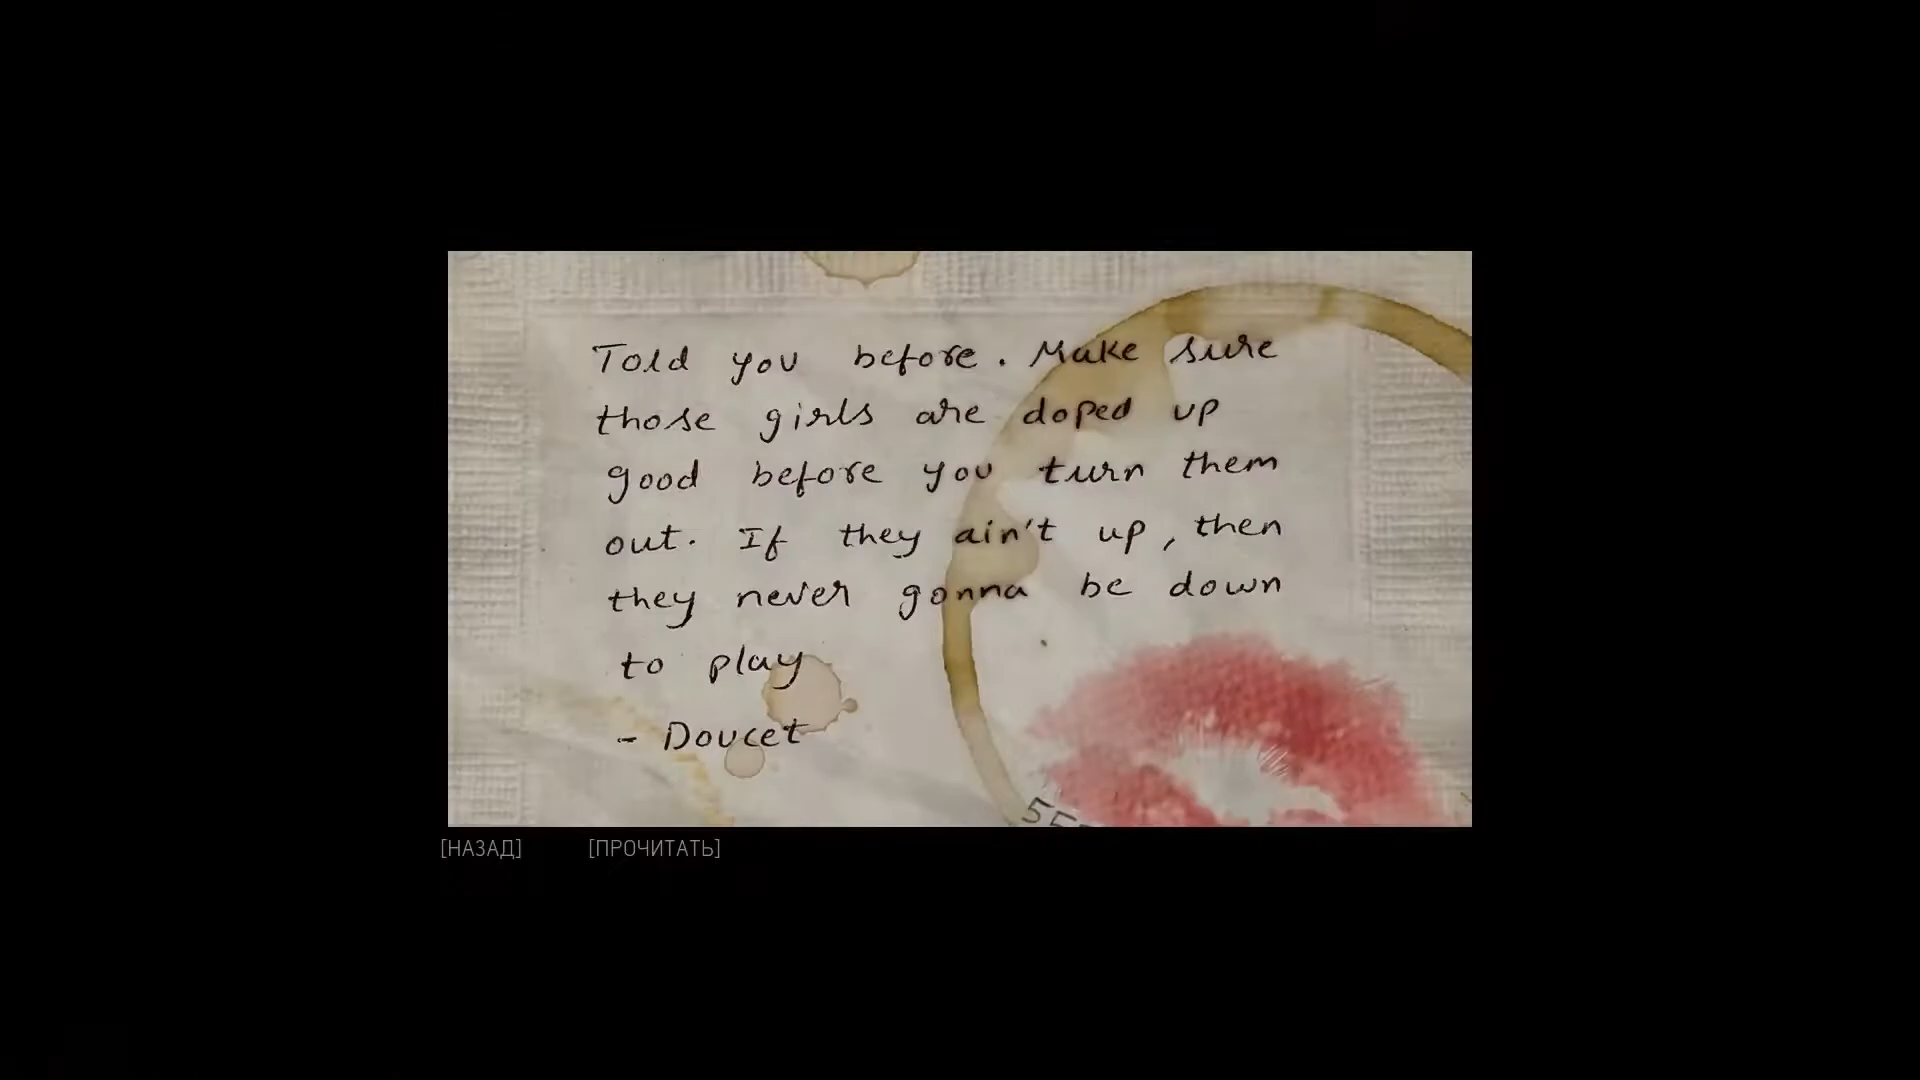 Told you before. Make sure
those girls are doped up
good before you turn them
out. If they ain't up, then
they never gonna be down
to play
- Doucet
[НАЗАД] [ПРОЧИТАТЬ]